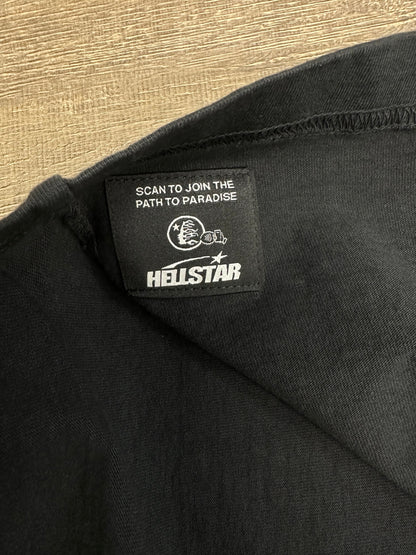 SCAN TO JOIN THE
PATH TO PARADISE
HELLSTAR